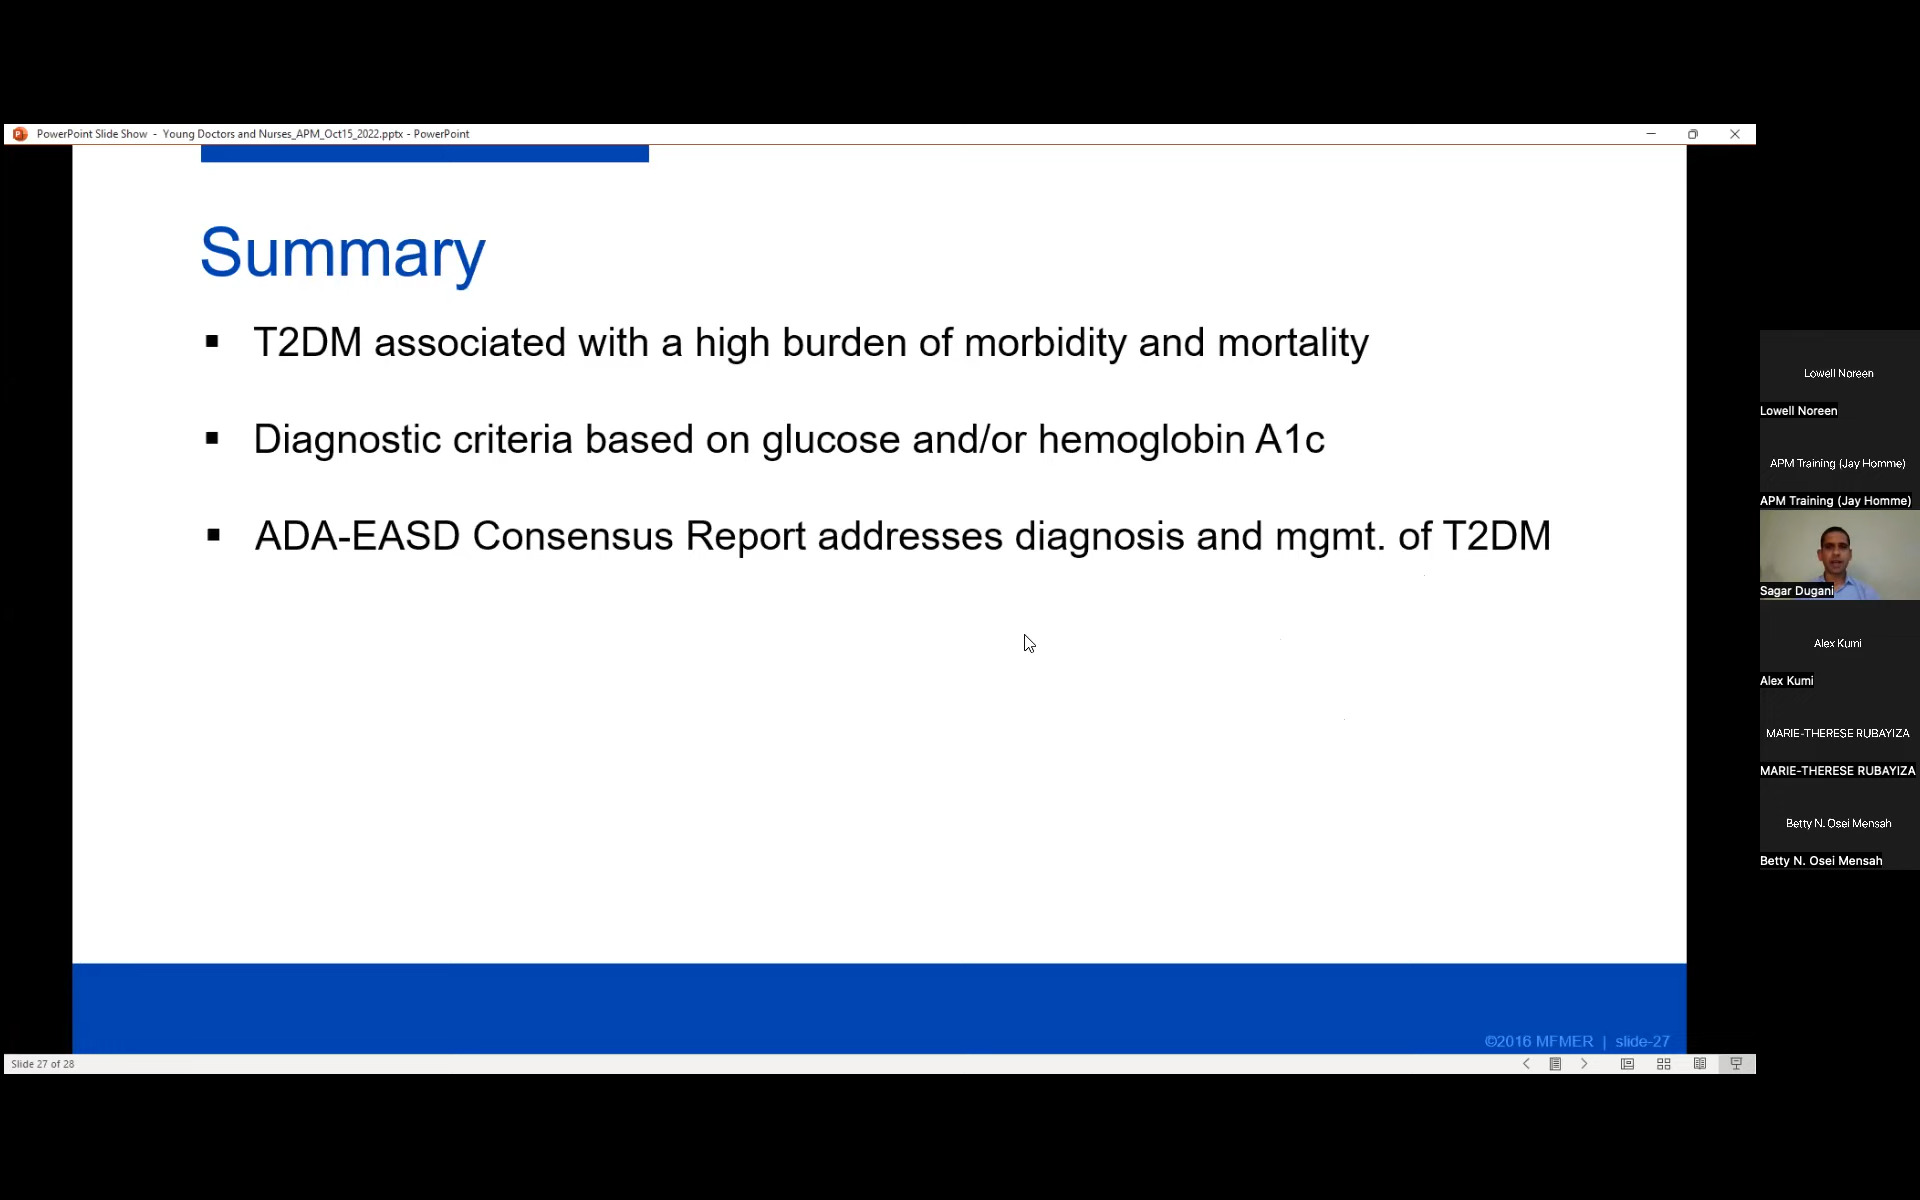 PowerPoint Slide Show - Young Doctors and Nurses_APM_Oct15_2022.pptx - PowerPoint
Summary
▪ T2DM associated with a high burden of morbidity and mortality
▪ Diagnostic criteria based on glucose and/or hemoglobin A1c
▪ ADA-EASD Consensus Report addresses diagnosis and mgmt. of T2DM
©2016 MFMER | slide-27
Slide 27 of 28
Lowell Noreen
Lowell Noreen
APM Training (Jay Homme)
APM Training (Jay Homme)
Sagar Dugani
Alex Kumi
Alex Kumi
MARIE-THERESE RUBAYIZA
MARIE-THERESE RUBAYIZA
Betty N. Osei Mensah
Betty N. Osei Mensah